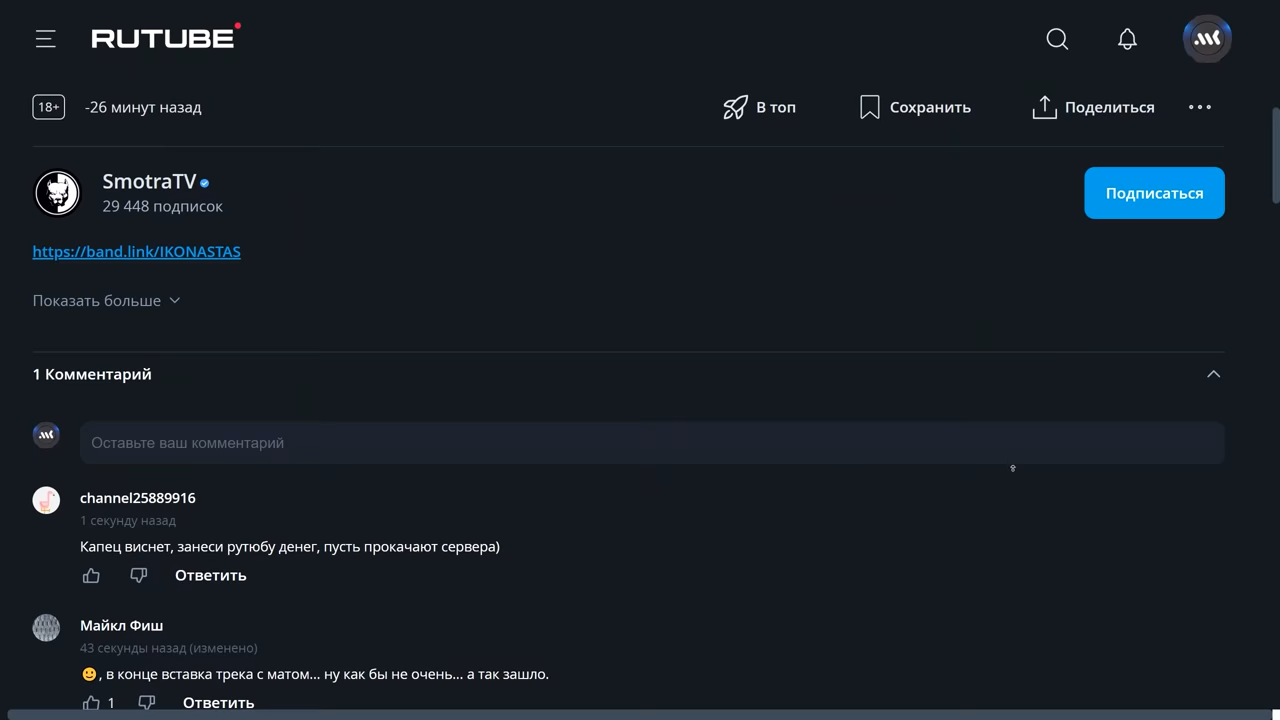 RUTUBE
18+ -26 минут назад В топ Сохранить Поделиться
SmotraTV
29 448 подписок
Подписаться
https://band.link/IKONASTAS
Показать больше
1 Комментарий
Оставьте ваш комментарий
channel25889916
1 секунду назад
Капец виснет, занеси рутюбу денег, пусть прокачают сервера)
Ответить
Майкл Фиш
43 секунды назад (изменено)
🙂, в конце вставка трека с матом... ну как бы не очень... а так зашло.
1 Ответить